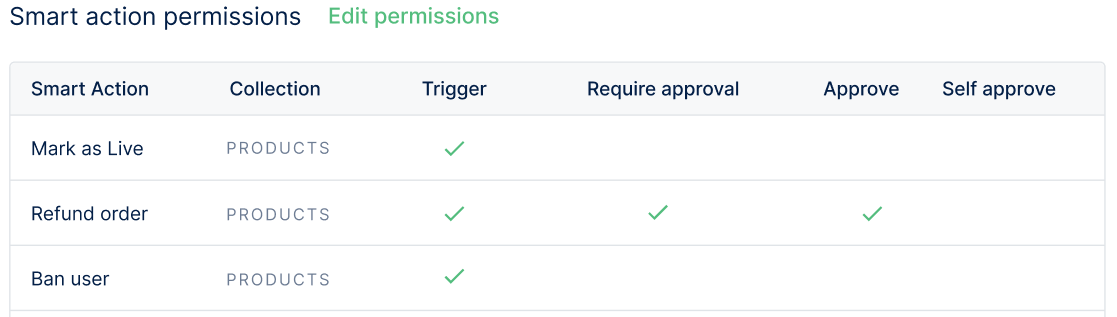 Smart action permissions Edit permissions
Smart Action Collection Trigger Require approval Approve Self approve
Mark as Live PRODUCTS
Refund order PRODUCTS
Ban user PRODUCTS